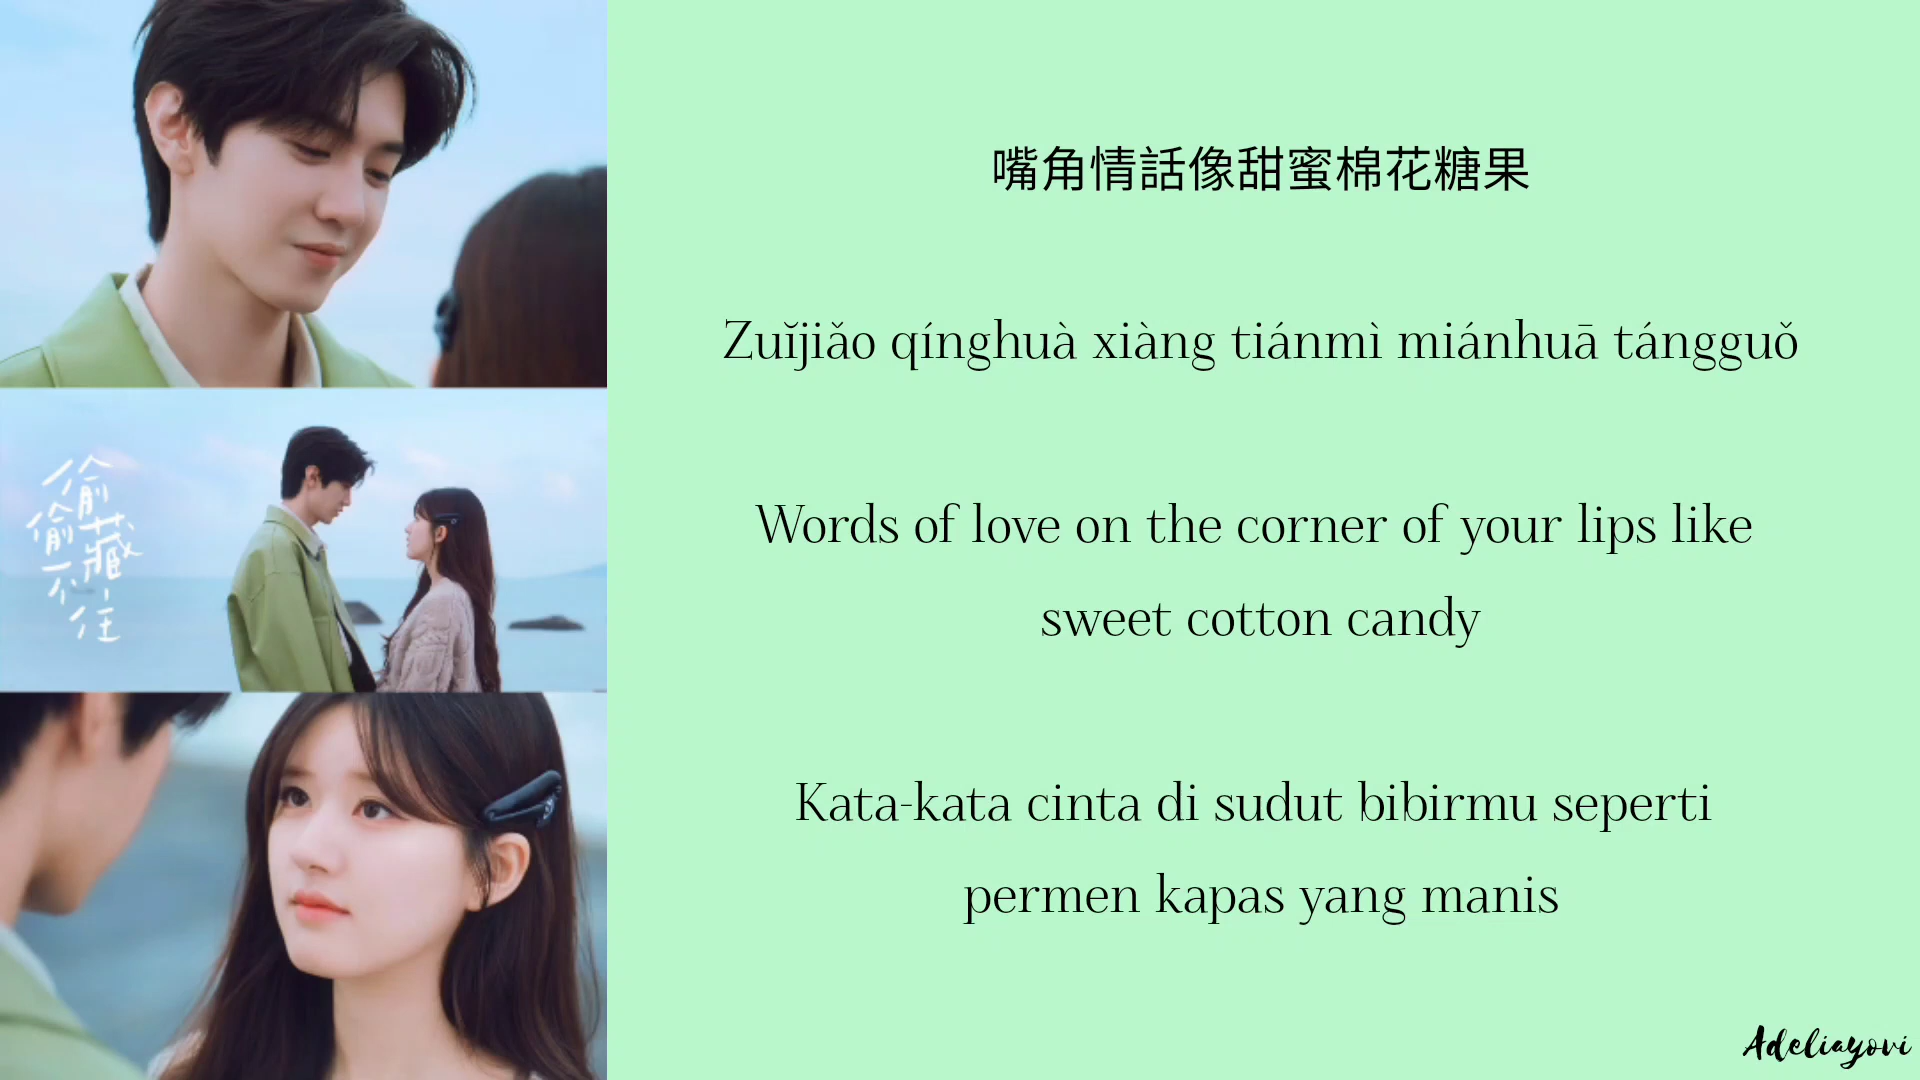 偷偷藏不住
嘴角情話像甜蜜棉花糖果
Zuǐjiǎo qínghuà xiàng tiánmì miánhuā tángguǒ
Words of love on the corner of your lips like
sweet cotton candy
Kata-kata cinta di sudut bibirmu seperti
permen kapas yang manis
Adeliayovi